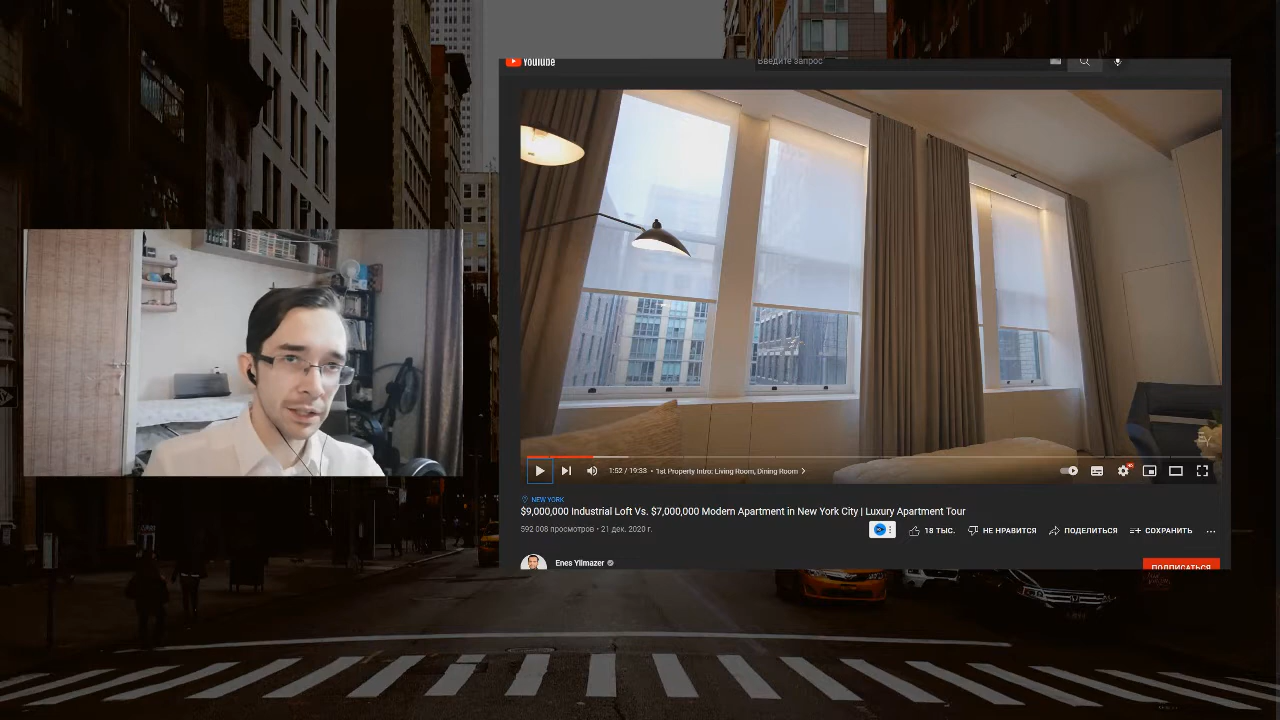 YouTube
Введите запрос
1:52 / 19:33 • 1st Property Intro: Living Room, Dining Room
NEW YORK
$9,000,000 Industrial Loft Vs. $7,000,000 Modern Apartment in New York City | Luxury Apartment Tour
592 008 просмотров • 21 дек. 2020 г.
18 ТЫС.
НЕ НРАВИТСЯ
ПОДЕЛИТЬСЯ
СОХРАНИТЬ
Enes Yilmazer
ПОДПИСАТЬСЯ